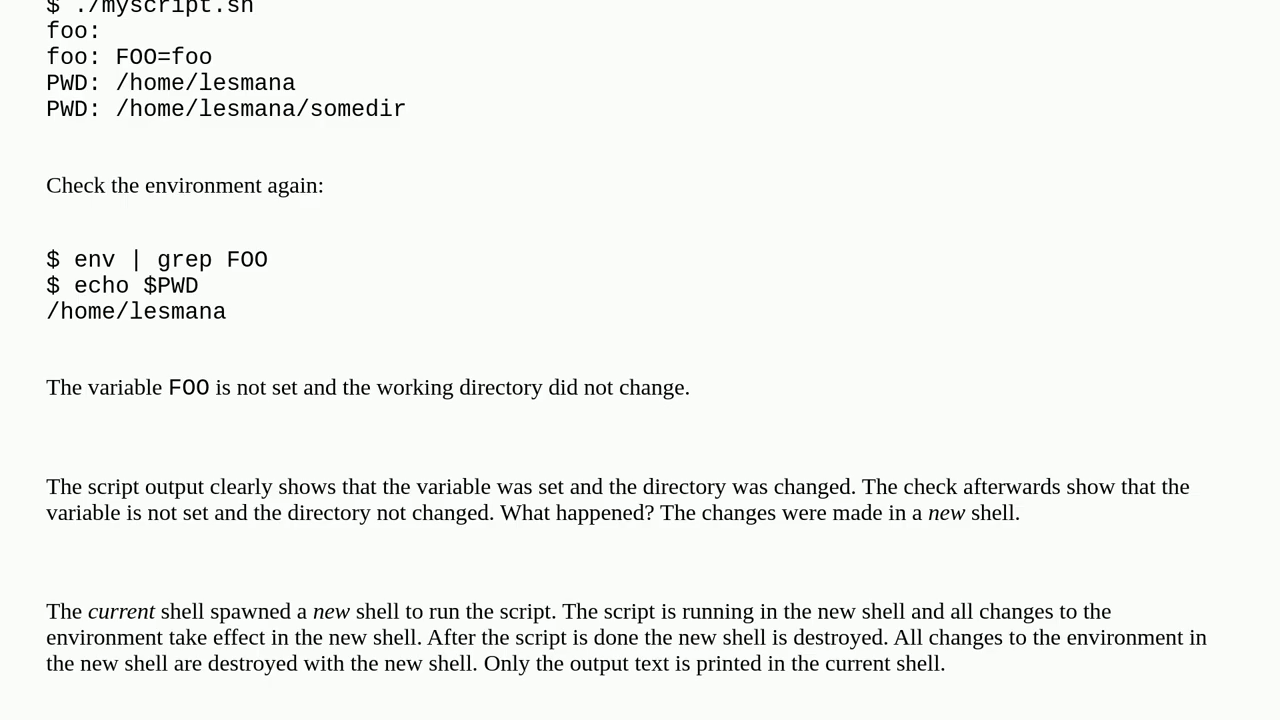 $ ./myscript.sh
foo:
foo: FOO=foo
PWD: /home/lesmana
PWD: /home/lesmana/somedir
Check the environment again:
$ env | grep FOO
$ echo $PWD
/home/lesmana
The variable FOO is not set and the working directory did not change.
The script output clearly shows that the variable was set and the directory was changed. The check afterwards show that the
variable is not set and the directory not changed. What happened? The changes were made in a new shell.
The current shell spawned a new shell to run the script. The script is running in the new shell and all changes to the
environment take effect in the new shell. After the script is done the new shell is destroyed. All changes to the environment in
the new shell are destroyed with the new shell. Only the output text is printed in the current shell.